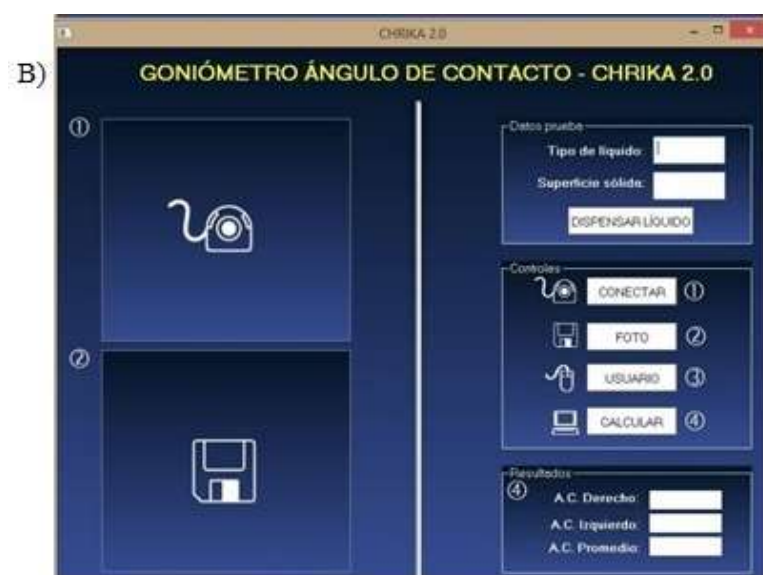 CHRIKA 2.0
B)
GONIÓMETRO ÁNGULO DE CONTACTO - CHRIKA 2.0
①
②
Datos prueba
Tipo de líquido:
Superficie sólida:
DISPENSAR LÍQUIDO
Controles
CONECTAR ①
FOTO ②
USUARIO ③
CALCULAR ④
Resultados
④
A.C. Derecho:
A.C. Izquierdo:
A.C. Promedio: